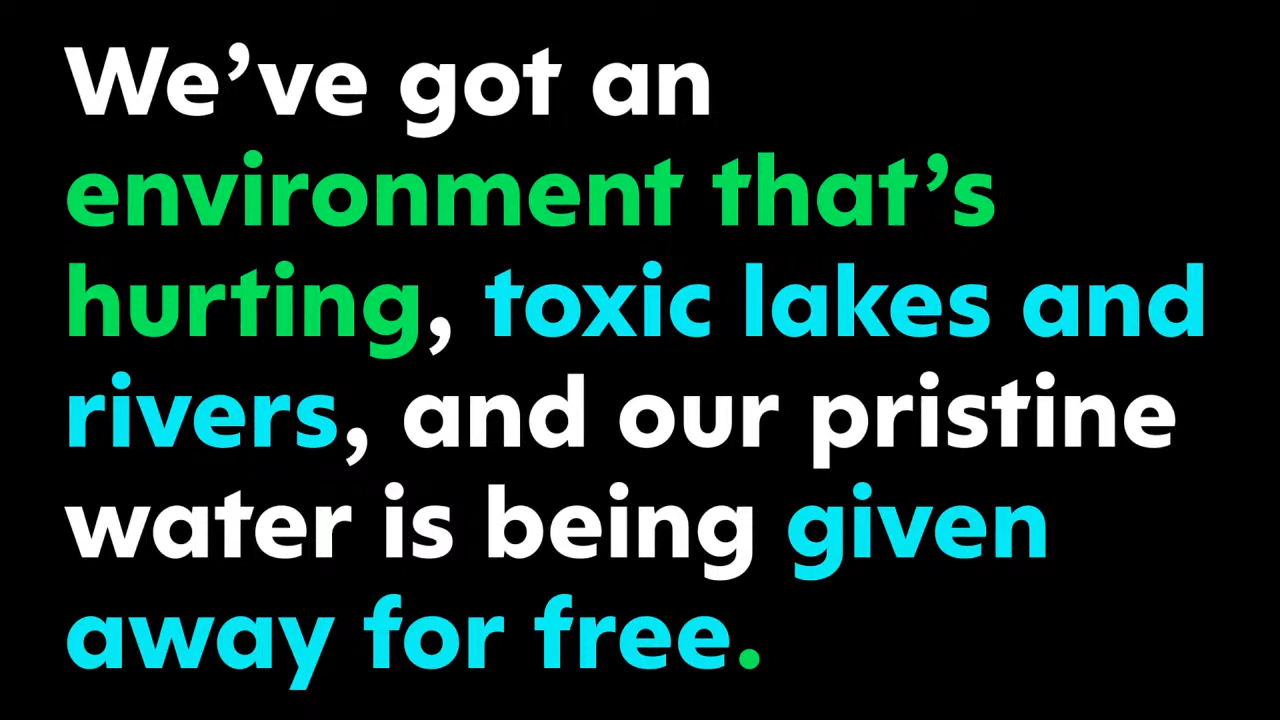 We’ve got an
environment that’s
hurting, toxic lakes and
rivers, and our pristine
water is being given
away for free.